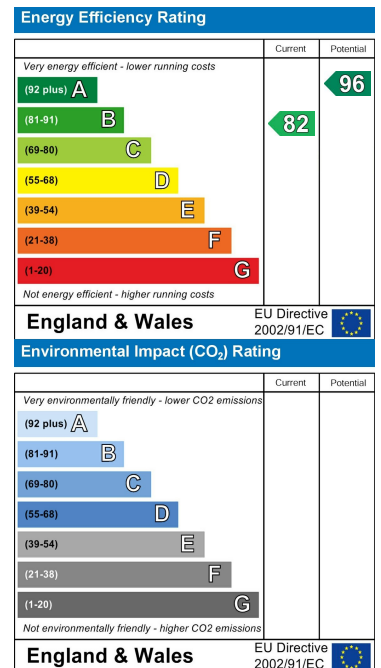 Energy Efficiency Rating
Current Potential
Very energy efficient - lower running costs
(92 plus) A
96
(81-91) B
82
(69-80) C
(55-68) D
(39-54) E
(21-38) F
(1-20) G
Not energy efficient - higher running costs
England & Wales
EU Directive
2002/91/EC
Environmental Impact (CO₂) Rating
Current Potential
Very environmentally friendly - lower CO2 emissions
(92 plus) A
(81-91) B
(69-80) C
(55-68) D
(39-54) E
(21-38) F
(1-20) G
Not environmentally friendly - higher CO2 emissions
England & Wales
EU Directive
2002/91/EC